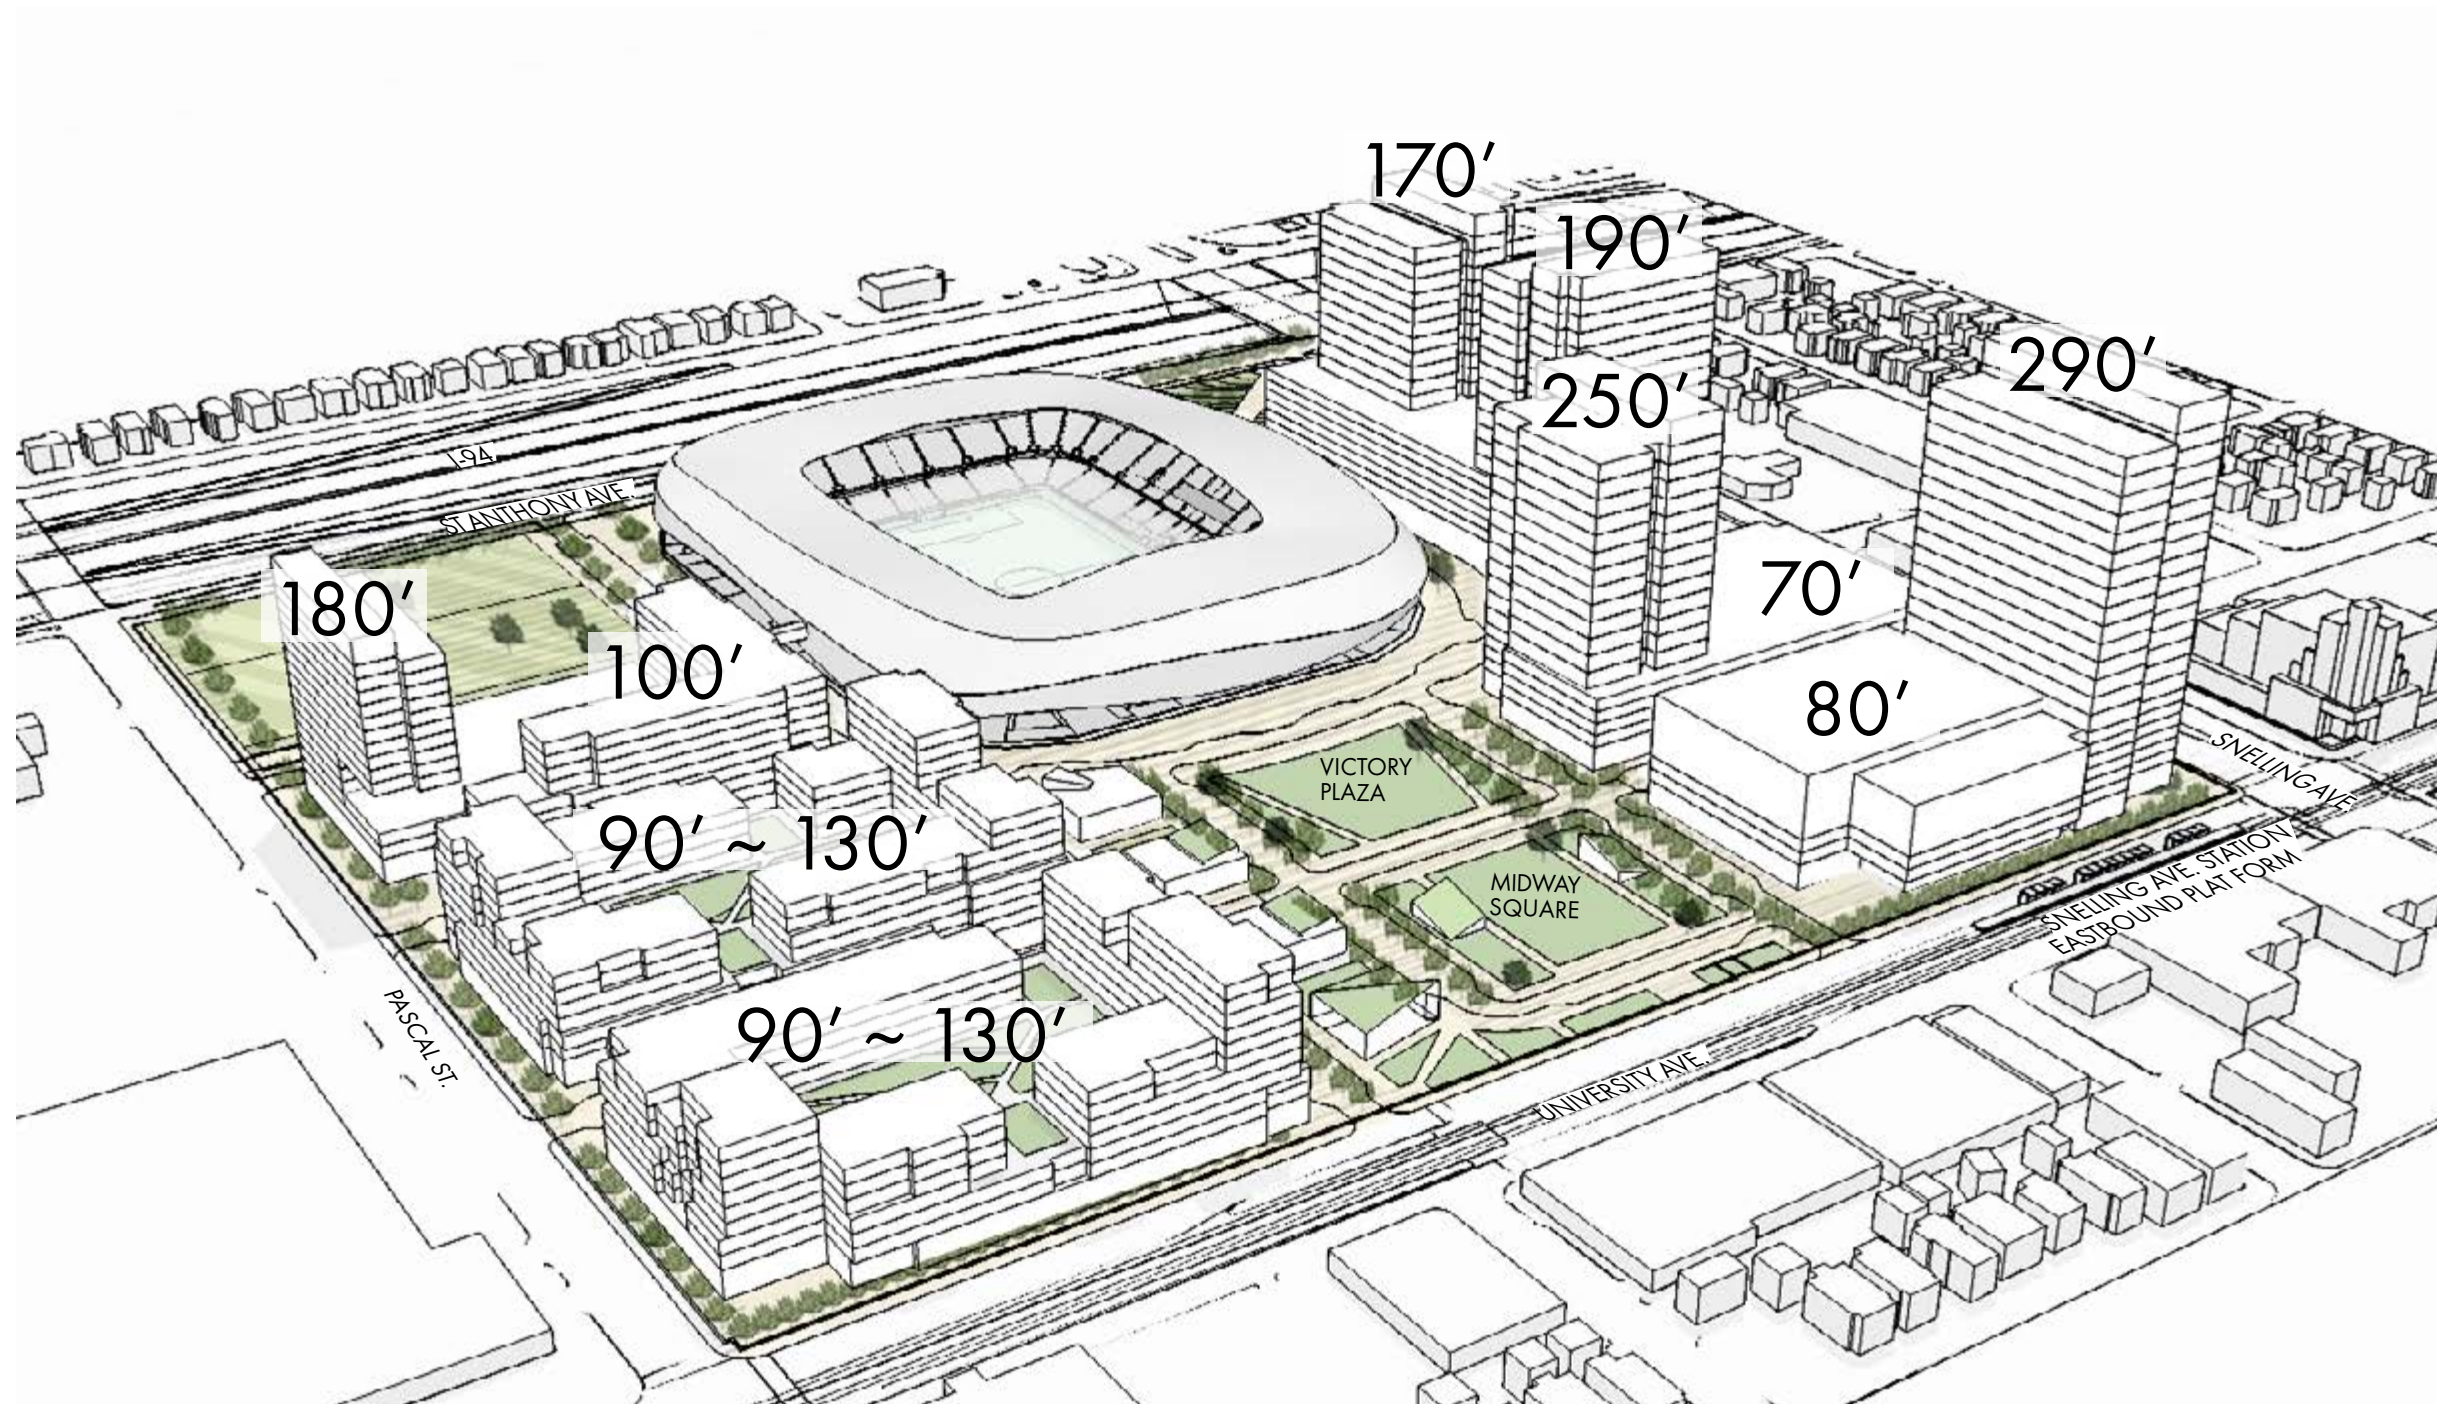 170′
190′
290′
250′
I-94
ST ANTHONY AVE.
70′
180′
100′
80′
VICTORY
PLAZA
SNELLING AVE.
90′ ~ 130′
MIDWAY
SQUARE
SNELLING AVE. STATION
EASTBOUND PLAT FORM
90′ ~ 130′
PASCAL ST.
UNIVERSITY AVE.